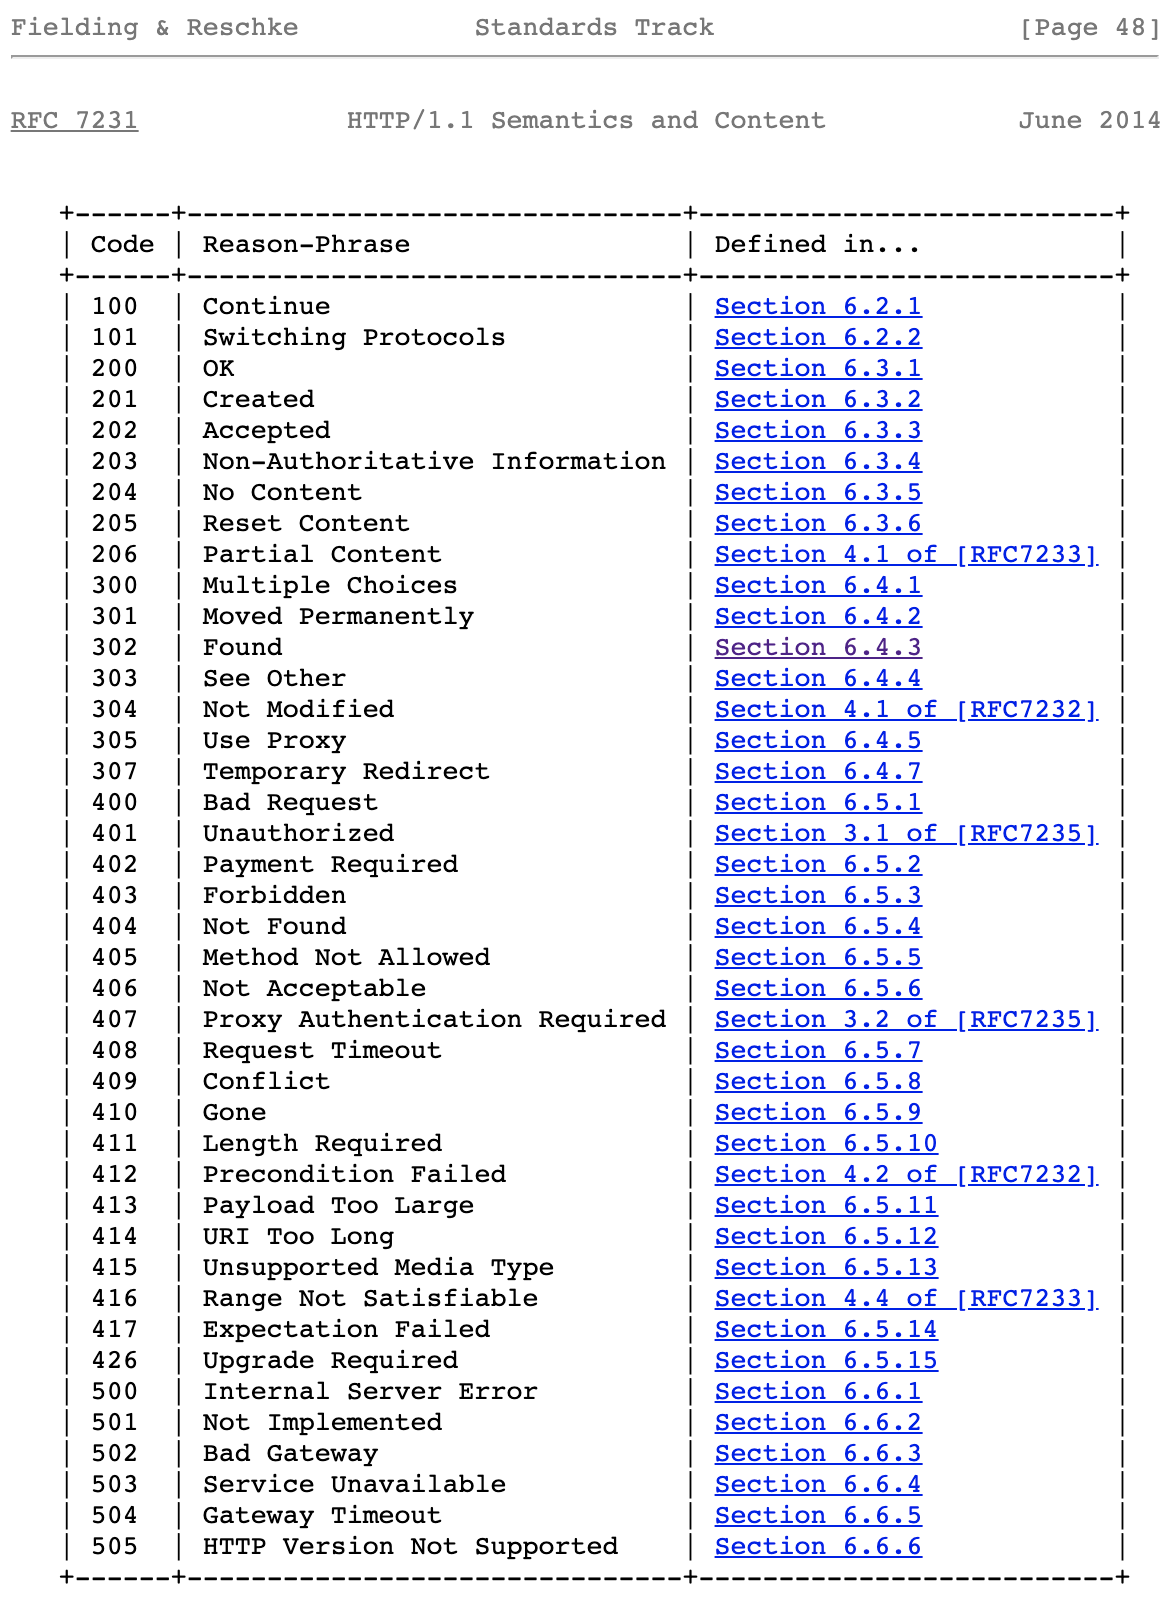 Fielding & Reschke Standards Track [Page 48]
RFC 7231 HTTP/1.1 Semantics and Content June 2014
+------+-------------------------------+--------------------------+
| Code | Reason-Phrase | Defined in... |
+------+-------------------------------+--------------------------+
| 100 | Continue | Section 6.2.1 |
| 101 | Switching Protocols | Section 6.2.2 |
| 200 | OK | Section 6.3.1 |
| 201 | Created | Section 6.3.2 |
| 202 | Accepted | Section 6.3.3 |
| 203 | Non-Authoritative Information | Section 6.3.4 |
| 204 | No Content | Section 6.3.5 |
| 205 | Reset Content | Section 6.3.6 |
| 206 | Partial Content | Section 4.1 of [RFC7233] |
| 300 | Multiple Choices | Section 6.4.1 |
| 301 | Moved Permanently | Section 6.4.2 |
| 302 | Found | Section 6.4.3 |
| 303 | See Other | Section 6.4.4 |
| 304 | Not Modified | Section 4.1 of [RFC7232] |
| 305 | Use Proxy | Section 6.4.5 |
| 307 | Temporary Redirect | Section 6.4.7 |
| 400 | Bad Request | Section 6.5.1 |
| 401 | Unauthorized | Section 3.1 of [RFC7235] |
| 402 | Payment Required | Section 6.5.2 |
| 403 | Forbidden | Section 6.5.3 |
| 404 | Not Found | Section 6.5.4 |
| 405 | Method Not Allowed | Section 6.5.5 |
| 406 | Not Acceptable | Section 6.5.6 |
| 407 | Proxy Authentication Required | Section 3.2 of [RFC7235] |
| 408 | Request Timeout | Section 6.5.7 |
| 409 | Conflict | Section 6.5.8 |
| 410 | Gone | Section 6.5.9 |
| 411 | Length Required | Section 6.5.10 |
| 412 | Precondition Failed | Section 4.2 of [RFC7232] |
| 413 | Payload Too Large | Section 6.5.11 |
| 414 | URI Too Long | Section 6.5.12 |
| 415 | Unsupported Media Type | Section 6.5.13 |
| 416 | Range Not Satisfiable | Section 4.4 of [RFC7233] |
| 417 | Expectation Failed | Section 6.5.14 |
| 426 | Upgrade Required | Section 6.5.15 |
| 500 | Internal Server Error | Section 6.6.1 |
| 501 | Not Implemented | Section 6.6.2 |
| 502 | Bad Gateway | Section 6.6.3 |
| 503 | Service Unavailable | Section 6.6.4 |
| 504 | Gateway Timeout | Section 6.6.5 |
| 505 | HTTP Version Not Supported | Section 6.6.6 |
+------+-------------------------------+--------------------------+